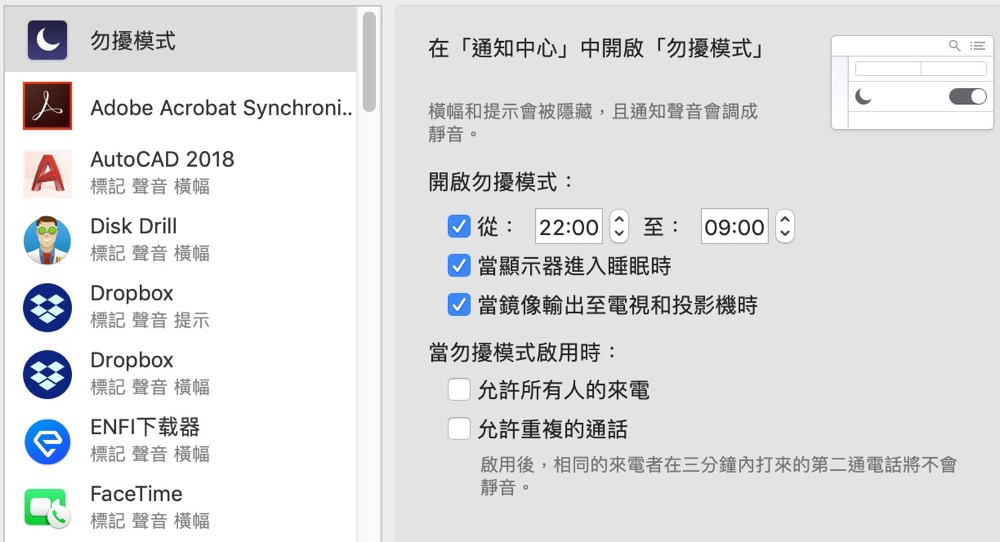 勿擾模式
Adobe Acrobat Synchroni..
AutoCAD 2018
標記 聲音 橫幅
Disk Drill
標記 聲音 橫幅
Dropbox
標記 聲音 提示
Dropbox
標記 聲音 橫幅
ENFI下载器
標記 聲音 橫幅
FaceTime
標記 聲音 橫幅
在「通知中心」中開啟「勿擾模式」
橫幅和提示會被隱藏，且通知聲音會調成
靜音。
開啟勿擾模式：
從： 22:00 至： 09:00
當顯示器進入睡眠時
當鏡像輸出至電視和投影機時
當勿擾模式啟用時：
允許所有人的來電
允許重複的通話
啟用後，相同的來電者在三分鐘內打來的第二通電話將不會
靜音。